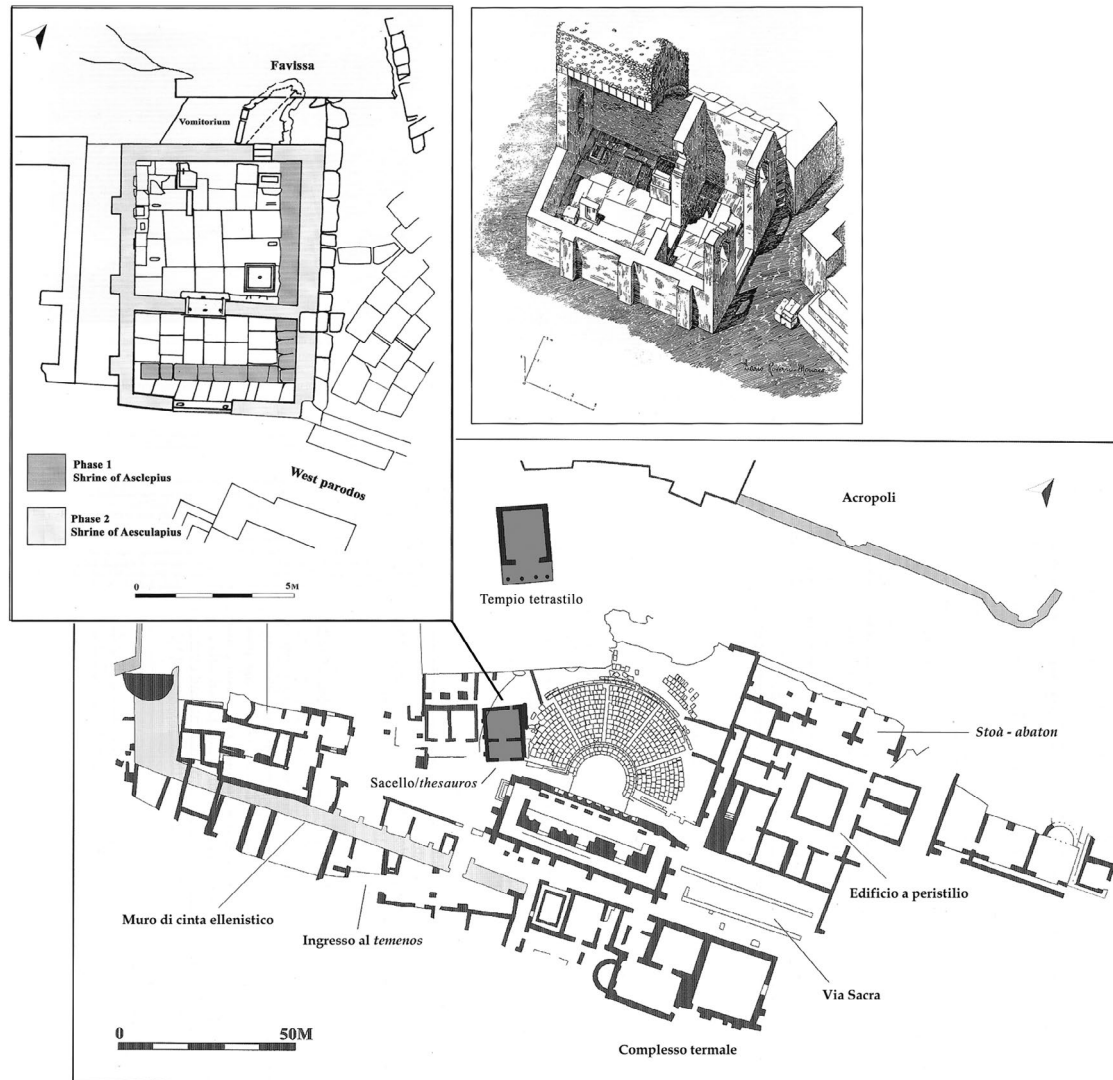 Favissa
Vomitorium
Phase 1
Shrine of Asclepius
Phase 2
Shrine of Aesculapius
West parodos
0 5M
Acropoli
Tempio tetrastilo
Stoà - abaton
Sacello/thesauros
Edificio a peristilio
Muro di cinta ellenistico
Ingresso al temenos
Via Sacra
0 50M
Complesso termale